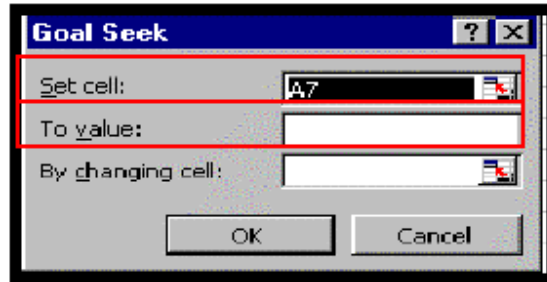 Goal Seek ? X
Set cell: A7
To value:
By changing cell:
OK Cancel